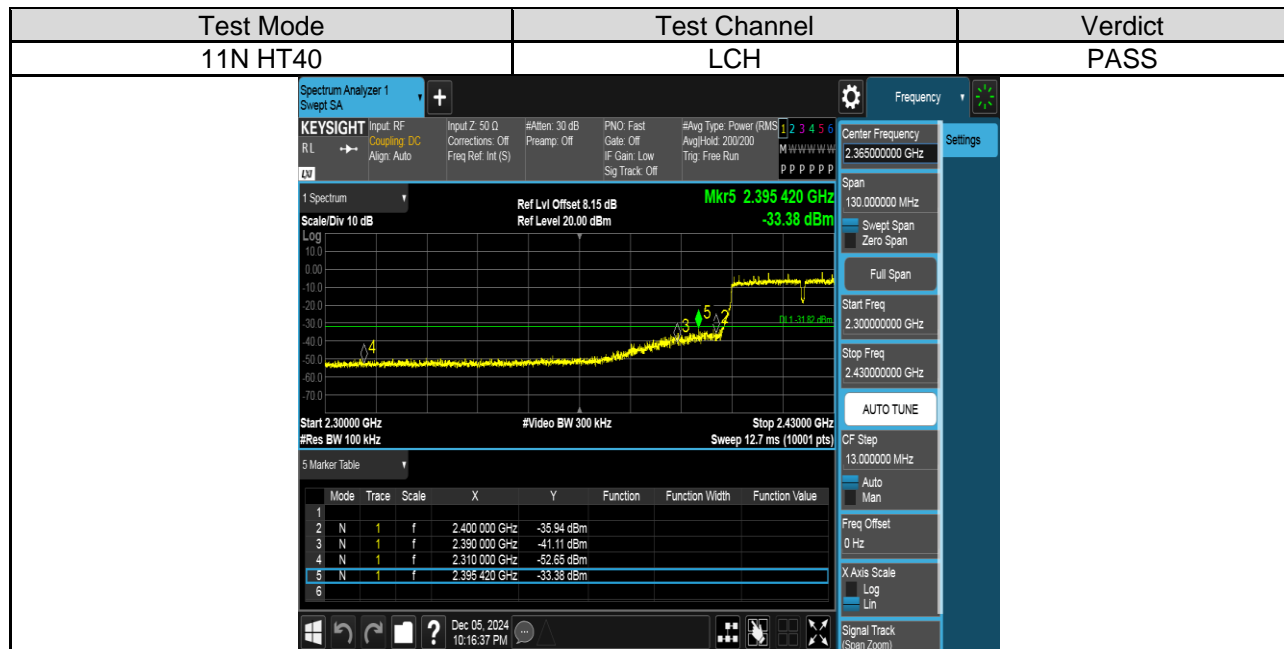 Test Mode Test Channel Verdict
11N HT40 LCH PASS
Spectrum Analyzer 1
Swept SA
+
Frequency
KEYSIGHT
RL
LXI
Input: RF
Coupling: DC
Align: Auto
Input Z: 50 Ω
Corrections: Off
Freq Ref: Int (S)
#Atten: 30 dB
Preamp: Off
PNO: Fast
Gate: Off
IF Gain: Low
Sig Track: Off
#Avg Type: Power (RMS
Avg|Hold: 200/200
Trig: Free Run
1 2 3 4 5 6
M W W W W W
P P P P P P
Center Frequency
2.365000000 GHz
Settings
Span
130.000000 MHz
Swept Span
Zero Span
Full Span
Start Freq
2.300000000 GHz
Stop Freq
2.430000000 GHz
AUTO TUNE
CF Step
13.000000 MHz
Auto
Man
Freq Offset
0 Hz
X Axis Scale
Log
Lin
Signal Track
(Span Zoom)
1 Spectrum
Scale/Div 10 dB
Ref Lvl Offset 8.15 dB
Ref Level 20.00 dBm
Mkr5 2.395 420 GHz
-33.38 dBm
Log
10.0
0.00
-10.0
-20.0
-30.0
-40.0
-50.0
-60.0
-70.0
DL1 -31.82 dBm
4
3
5
2
Start 2.30000 GHz #Video BW 300 kHz Stop 2.43000 GHz
#Res BW 100 kHz Sweep 12.7 ms (10001 pts)
5 Marker Table
Mode Trace Scale X Y Function Function Width Function Value
1
2 N 1 f 2.400 000 GHz -35.94 dBm
3 N 1 f 2.390 000 GHz -41.11 dBm
4 N 1 f 2.310 000 GHz -52.65 dBm
5 N 1 f 2.395 420 GHz -33.38 dBm
6
?
Dec 05, 2024
10:16:37 PM